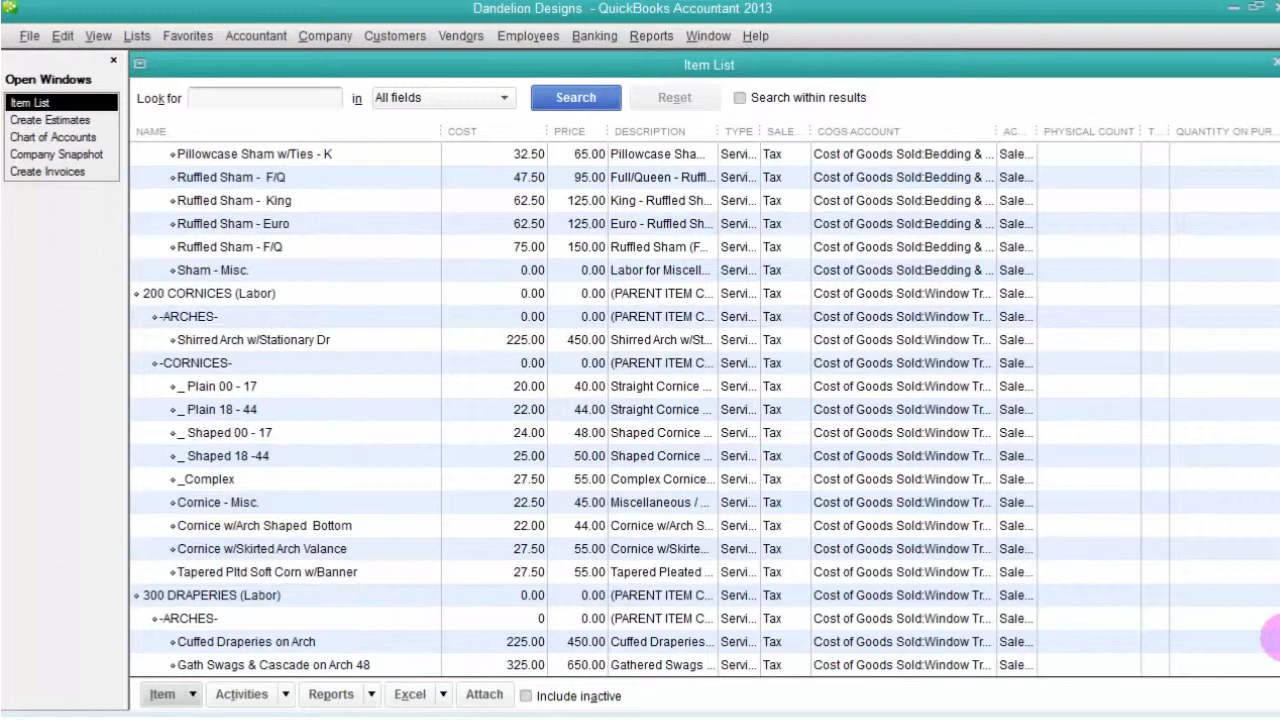 Dandelion Designs - QuickBooks Accountant 2013
File Edit View Lists Favorites Accountant Company Customers Vendors Employees Banking Reports Window Help
Open Windows
Item List
Create Estimates
Chart of Accounts
Company Snapshot
Create Invoices
Item List
Look for in All fields Search Reset Search within results
NAME COST PRICE DESCRIPTION TYPE SALE... COGS ACCOUNT AC... PHYSICAL COUNT T... QUANTITY ON PUR...
Pillowcase Sham w/Ties - K 32.50 65.00 Pillowcase Sha... Servi... Tax Cost of Goods Sold:Bedding & ... Sale...
Ruffled Sham - F/Q 47.50 95.00 Full/Queen - Ruffl... Servi... Tax Cost of Goods Sold:Bedding & ... Sale...
Ruffled Sham - King 62.50 125.00 King - Ruffled Sh... Servi... Tax Cost of Goods Sold:Bedding & ... Sale...
Ruffled Sham - Euro 62.50 125.00 Euro - Ruffled Sh... Servi... Tax Cost of Goods Sold:Bedding & ... Sale...
Ruffled Sham - F/Q 75.00 150.00 Ruffled Sham (F... Servi... Tax Cost of Goods Sold:Bedding & ... Sale...
Sham - Misc. 0.00 0.00 Labor for Miscell... Servi... Tax Cost of Goods Sold:Bedding & ... Sale...
200 CORNICES (Labor) 0.00 0.00 (PARENT ITEM C... Servi... Tax Cost of Goods Sold:Window Tr... Sale...
-ARCHES- 0.00 0.00 (PARENT ITEM C... Servi... Tax Cost of Goods Sold:Window Tr... Sale...
Shirred Arch w/Stationary Dr 225.00 450.00 Shirred Arch w/St... Servi... Tax Cost of Goods Sold:Window Tr... Sale...
-CORNICES- 0.00 0.00 (PARENT ITEM C... Servi... Tax Cost of Goods Sold:Window Tr... Sale...
_ Plain 00 - 17 20.00 40.00 Straight Cornice ... Servi... Tax Cost of Goods Sold:Window Tr... Sale...
_ Plain 18 - 44 22.00 44.00 Straight Cornice ... Servi... Tax Cost of Goods Sold:Window Tr... Sale...
_ Shaped 00 - 17 24.00 48.00 Shaped Cornice ... Servi... Tax Cost of Goods Sold:Window Tr... Sale...
_ Shaped 18 -44 25.00 50.00 Shaped Cornice ... Servi... Tax Cost of Goods Sold:Window Tr... Sale...
_Complex 27.50 55.00 Complex Cornice... Servi... Tax Cost of Goods Sold:Window Tr... Sale...
Cornice - Misc. 22.50 45.00 Miscellaneous / ... Servi... Tax Cost of Goods Sold:Window Tr... Sale...
Cornice w/Arch Shaped Bottom 22.00 44.00 Cornice w/Arch S... Servi... Tax Cost of Goods Sold:Window Tr... Sale...
Cornice w/Skirted Arch Valance 27.50 55.00 Cornice w/Skirte... Servi... Tax Cost of Goods Sold:Window Tr... Sale...
Tapered Pltd Soft Corn w/Banner 27.50 55.00 Tapered Pleated ... Servi... Tax Cost of Goods Sold:Window Tr... Sale...
300 DRAPERIES (Labor) 0.00 0.00 (PARENT ITEM C... Servi... Tax Cost of Goods Sold:Window Tr... Sale...
-ARCHES- 0 0.00 (PARENT ITEM C... Servi... Tax Cost of Goods Sold:Window Tr... Sale...
Cuffed Draperies on Arch 225.00 450.00 Cuffed Draperies... Servi... Tax Cost of Goods Sold:Window Tr... Sale...
Gath Swags & Cascade on Arch 48 325.00 650.00 Gathered Swags ... Servi... Tax Cost of Goods Sold:Window Tr... Sale...
Item Activities Reports Excel Attach Include inactive